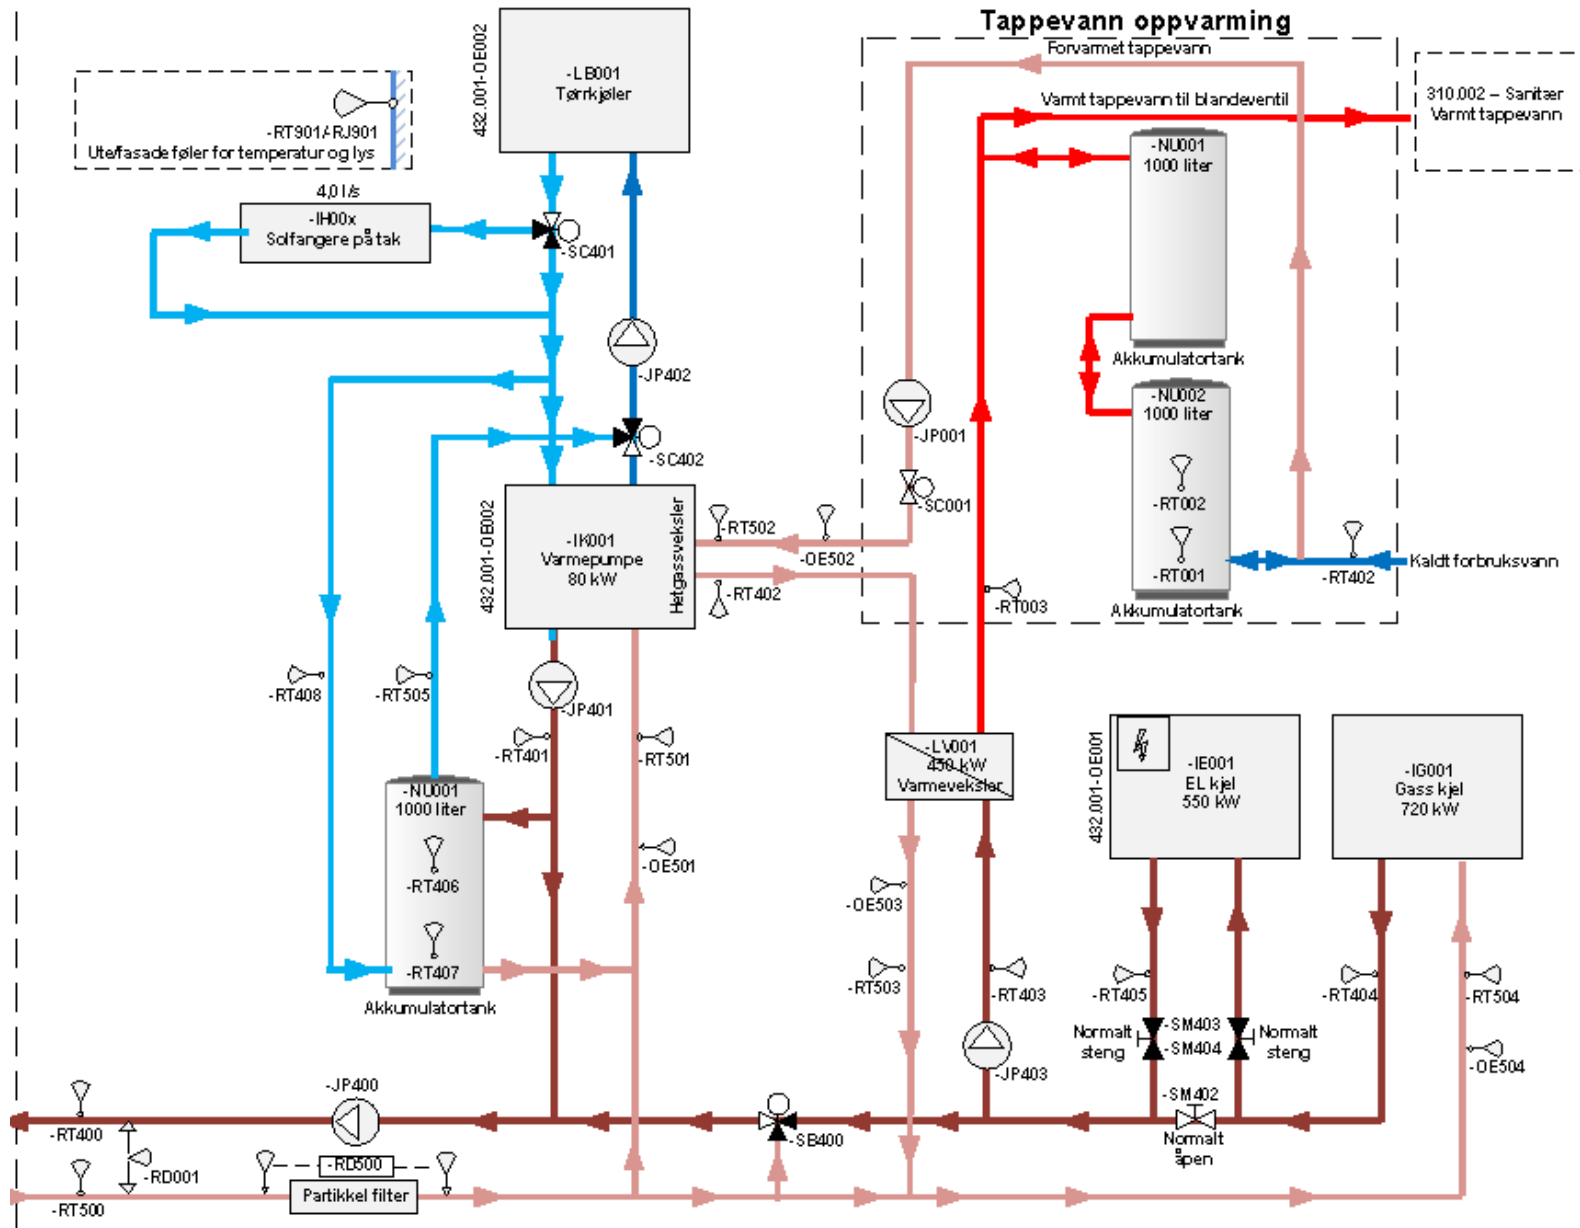 Tappevann oppvarming
Forvarmet tappevann
432.001-OE002
-LB001
Tørrkjøler
-RT901/-RJ901
Ute/fasade føler for temperatur og lys
Varmt tappevann til blandeventil
310.002 – Sanitær
Varmt tappevann
-NU001
1000 liter
4,0 l/s
-IH00x
Solfangere på tak
-SC401
-JP402
Akkumulatortank
-NU002
1000 liter
-JP001
-SC402
-SC001
-RT002
432.001-OE002
-IK001
Varmepumpe
80 kW
Hetgassveksler
-RT502
-OE502
-RT402
-RT001
-RT402
Kaldt forbruksvann
Akkumulatortank
-RT003
-RT408
-RT505
-JP401
-RT401
-RT501
-LV001
450 kW
Varmeveksler
432.001-OE001
-IE001
EL kjel
550 kW
-IG001
Gass kjel
720 kW
-NU001
1000 liter
-OE501
-RT406
-OE503
-RT407
-RT503
-RT403
-RT405
-RT404
-RT504
Akkumulatortank
Normalt
steng
-SM403
-SM404
Normalt
steng
-OE504
-JP403
-JP400
-SM402
-RT400
-SB400
Normalt
åpen
-RD001
-RD500
Partikkel filter
-RT500